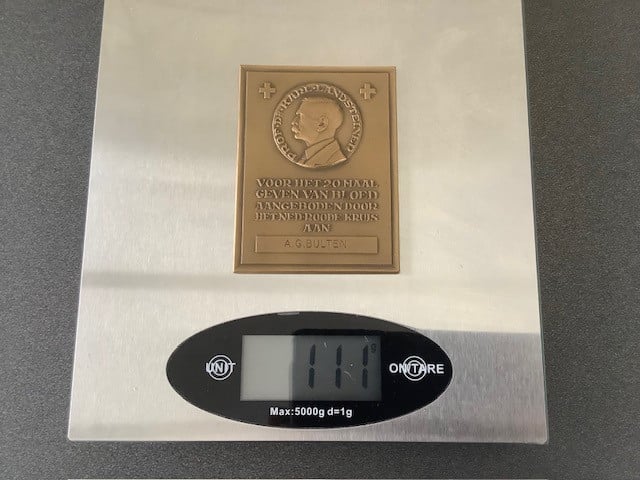 PROF. DR. K. LANDSTEINER
VOOR HET 20 MAAL
GEVEN VAN BLOED
AANGEBODEN DOOR
HET NED. ROODE KRUIS
AAN
A.G. BULTEN
UNIT
111 g
ON/TARE
Max:5000g d=1g